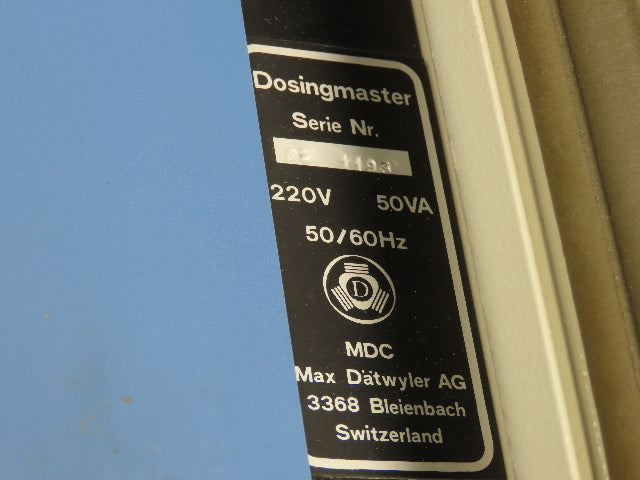 Dosingmaster
Serie Nr.
220V 50VA
50/60Hz
D
MDC
Max Dätwyler AG
3368 Bleienbach
Switzerland